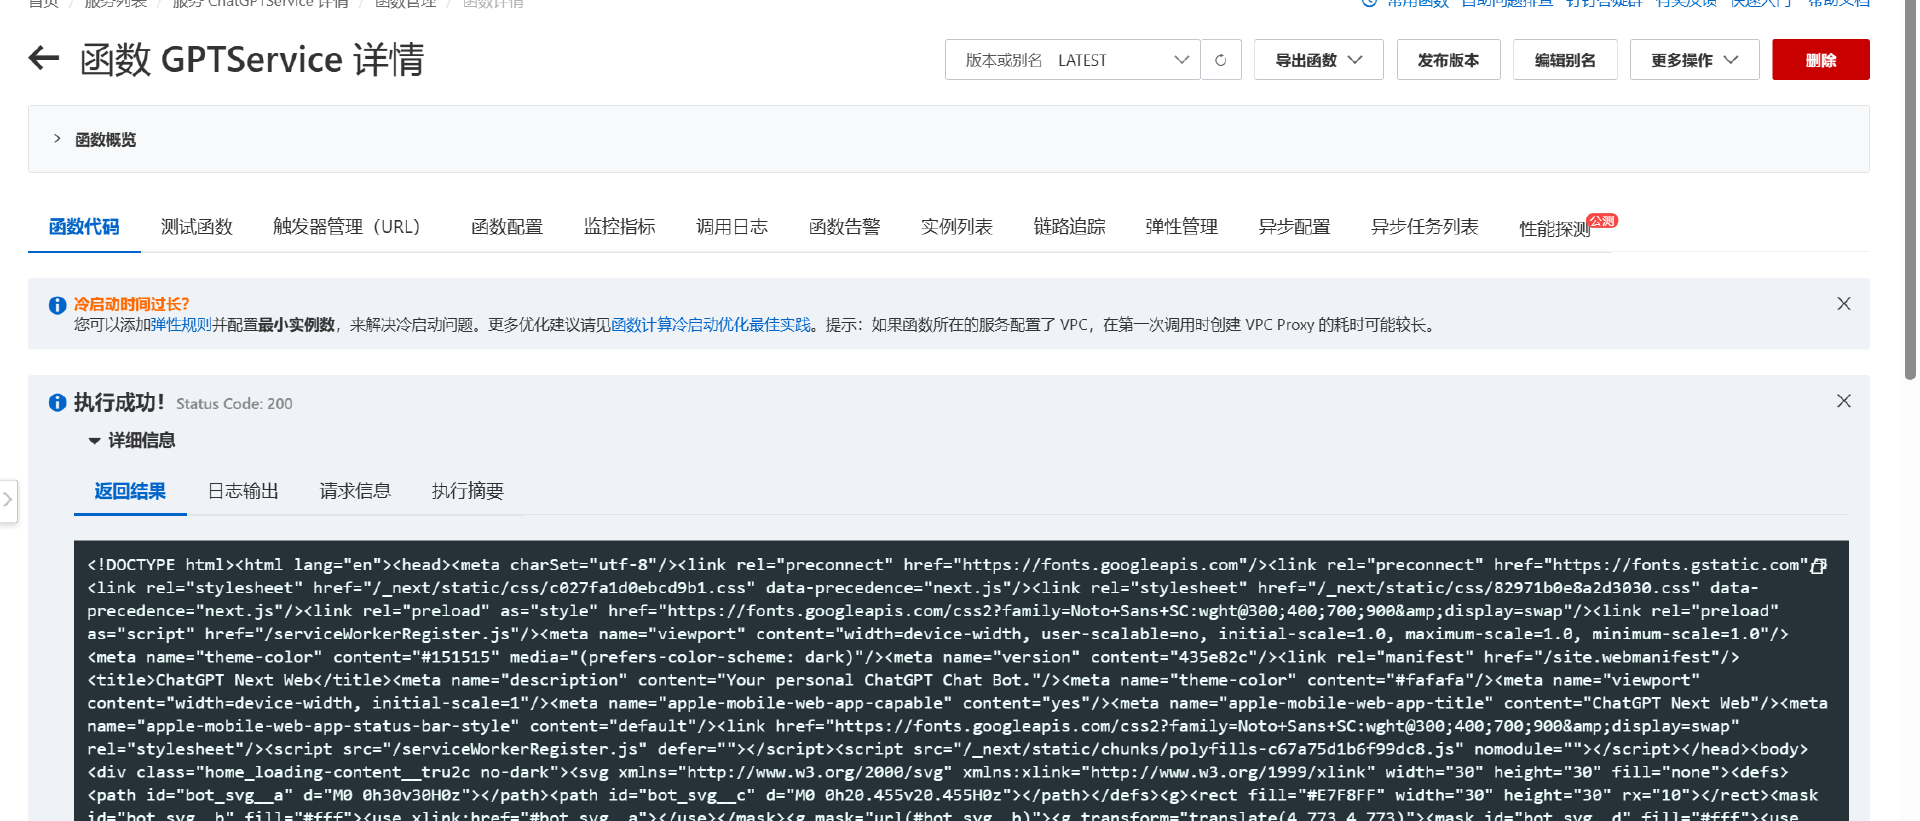 首页 / 服务列表 / 服务 ChatGPTService 详情 / 函数管理 / 函数详情
常用函数 自助问题排查 钉钉答疑群 有奖反馈 快速入门 帮助文档
函数 GPTService 详情
版本或别名 LATEST
导出函数
发布版本
编辑别名
更多操作
删除
函数概览
函数代码 测试函数 触发器管理（URL） 函数配置 监控指标 调用日志 函数告警 实例列表 链路追踪 弹性管理 异步配置 异步任务列表 性能探测 公测
冷启动时间过长？
您可以添加弹性规则并配置最小实例数，来解决冷启动问题。更多优化建议请见函数计算冷启动优化最佳实践。提示：如果函数所在的服务配置了 VPC，在第一次调用时创建 VPC Proxy 的耗时可能较长。
执行成功！ Status Code: 200
详细信息
返回结果 日志输出 请求信息 执行摘要
<!DOCTYPE html><html lang="en"><head><meta charSet="utf-8"/><link rel="preconnect" href="https://fonts.googleapis.com"/><link rel="preconnect" href="https://fonts.gstatic.com"
<link rel="stylesheet" href="/_next/static/css/c027fa1d0ebcd9b1.css" data-precedence="next.js"/><link rel="stylesheet" href="/_next/static/css/82971b0e8a2d3030.css" data-
precedence="next.js"/><link rel="preload" as="style" href="https://fonts.googleapis.com/css2?family=Noto+Sans+SC:wght@300;400;700;900&amp;display=swap"/><link rel="preload"
as="script" href="/serviceWorkerRegister.js"/><meta name="viewport" content="width=device-width, user-scalable=no, initial-scale=1.0, maximum-scale=1.0, minimum-scale=1.0"/>
<meta name="theme-color" content="#151515" media="(prefers-color-scheme: dark)"/><meta name="version" content="435e82c"/><link rel="manifest" href="/site.webmanifest"/>
<title>ChatGPT Next Web</title><meta name="description" content="Your personal ChatGPT Chat Bot."/><meta name="theme-color" content="#fafafa"/><meta name="viewport"
content="width=device-width, initial-scale=1"/><meta name="apple-mobile-web-app-capable" content="yes"/><meta name="apple-mobile-web-app-title" content="ChatGPT Next Web"/><meta
name="apple-mobile-web-app-status-bar-style" content="default"/><link href="https://fonts.googleapis.com/css2?family=Noto+Sans+SC:wght@300;400;700;900&amp;display=swap"
rel="stylesheet"/><script src="/serviceWorkerRegister.js" defer=""></script><script src="/_next/static/chunks/polyfills-c67a75d1b6f99dc8.js" nomodule=""></script></head><body>
<div class="home_loading-content__tru2c no-dark"><svg xmlns="http://www.w3.org/2000/svg" xmlns:xlink="http://www.w3.org/1999/xlink" width="30" height="30" fill="none"><defs>
<path id="bot_svg__a" d="M0 0h30v30H0z"></path><path id="bot_svg__c" d="M0 0h20.455v20.455H0z"></path></defs><g><rect fill="#E7F8FF" width="30" height="30" rx="10"></rect><mask
id="bot_svg__b" fill="#fff"><use xlink:href="#bot_svg__a"></use></mask><g mask="url(#bot_svg__b)"><g transform="translate(4.773 4.773)"><mask id="bot_svg__d" fill="#fff"><use